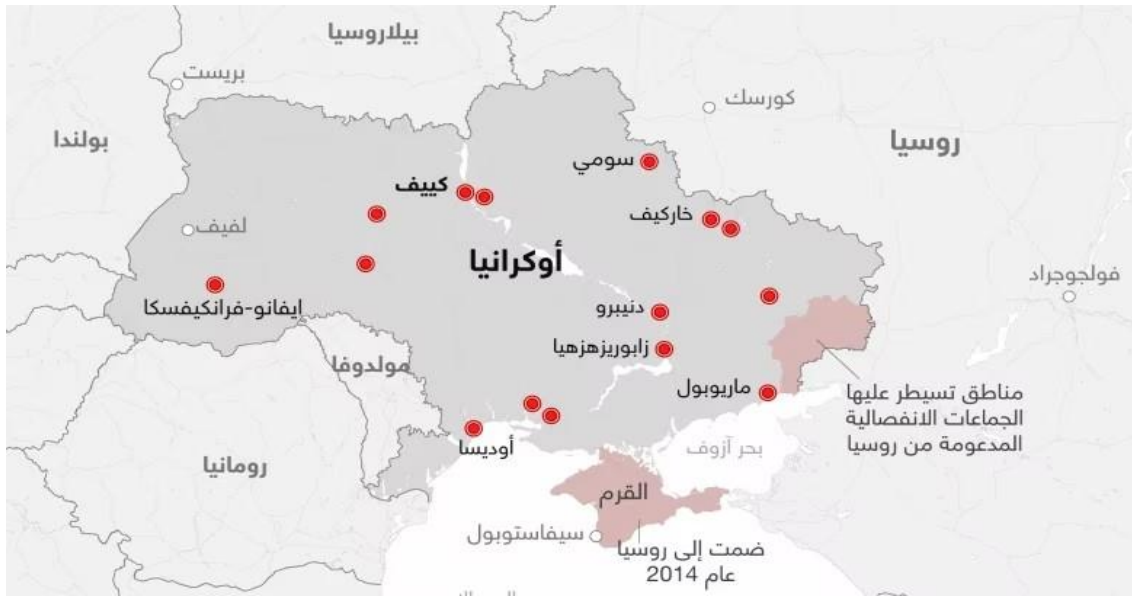 بيلاروسيا
بريست
كورسك
بولندا
روسيا
سومي
كييف
خاركيف
لفيف
أوكرانيا
فولجوجراد
ايفانو-فرانكيفسكا
دنيبرو
زابوريزهزهيا
مولدوفا
ماريوبول
مناطق تسيطر عليها
الجماعات الانفصالية
المدعومة من روسيا
أوديسا
بحر آزوف
رومانيا
القرم
سيفاستوبول
ضمت إلى روسيا
عام 2014